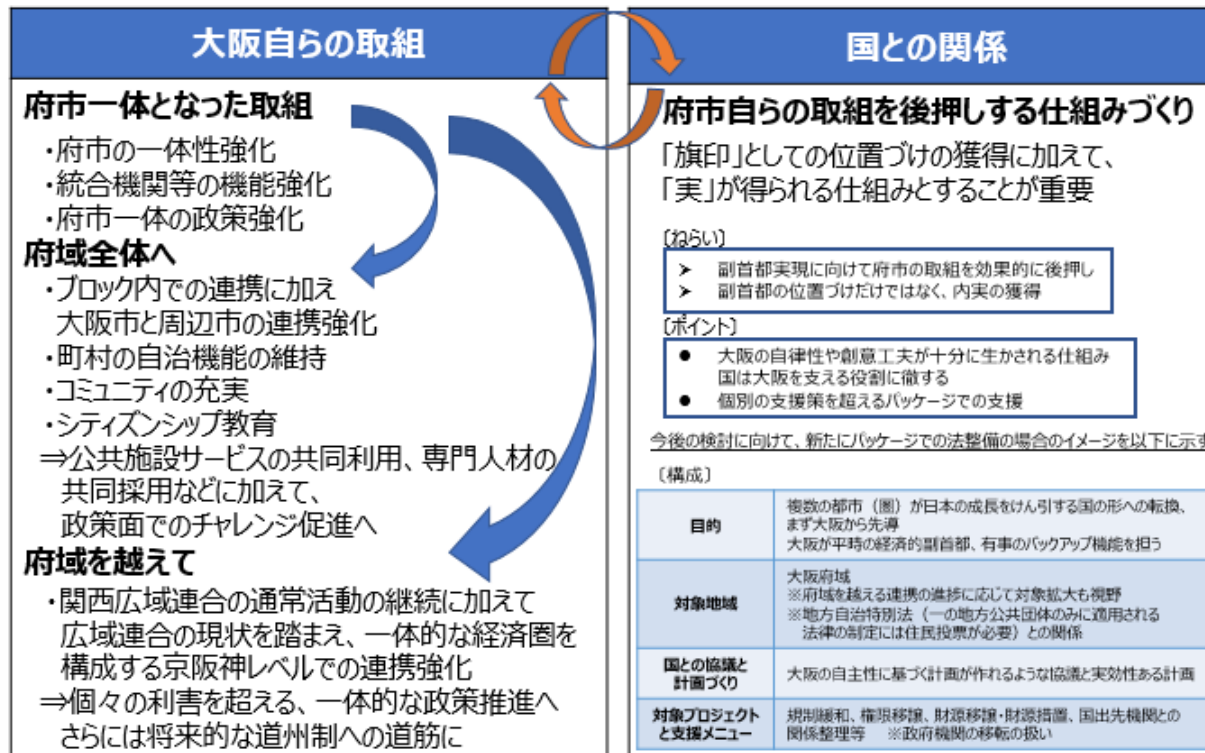 大阪自らの取組
府市一体となった取組
・府市の一体性強化
・統合機関等の機能強化
・府市一体の政策強化
府域全体へ
・ブロック内での連携に加え
大阪市と周辺市の連携強化
・町村の自治機能の維持
・コミュニティの充実
・シティズンシップ教育
⇒公共施設サービスの共同利用、専門人材の
共同採用などに加えて、
政策面でのチャレンジ促進へ
府域を越えて
・関西広域連合の通常活動の継続に加えて
広域連合の現状を踏まえ、一体的な経済圏を
構成する京阪神レベルでの連携強化
⇒個々の利害を超える、一体的な政策推進へ
さらには将来的な道州制への道筋に
国との関係
府市自らの取組を後押しする仕組みづくり
「旗印」としての位置づけの獲得に加えて、
「実」が得られる仕組みとすることが重要
〔ねらい〕
➢ 副首都実現に向けて府市の取組を効果的に後押し
➢ 副首都の位置づけだけではなく、内実の獲得
〔ポイント〕
● 大阪の自律性や創意工夫が十分に生かされる仕組み
国は大阪を支える役割に徹する
● 個別の支援策を超えるパッケージでの支援
今後の検討に向けて、新たにパッケージでの法整備の場合のイメージを以下に示す
〔構成〕
目的
複数の都市（圏）が日本の成長をけん引する国の形への転換、
まず大阪から先導
大阪が平時の経済的副首都、有事のバックアップ機能を担う
対象地域
大阪府域
※府域を越える連携の進捗に応じて対象拡大も視野
※地方自治特別法（一の地方公共団体のみに適用される
法律の制定には住民投票が必要）との関係
国との協議と
計画づくり
大阪の自主性に基づく計画が作れるような協議と実効性ある計画
対象プロジェクト
と支援メニュー
規制緩和、権限移譲、財源移譲・財源措置、国出先機関との
関係整理等　※政府機関の移転の扱い